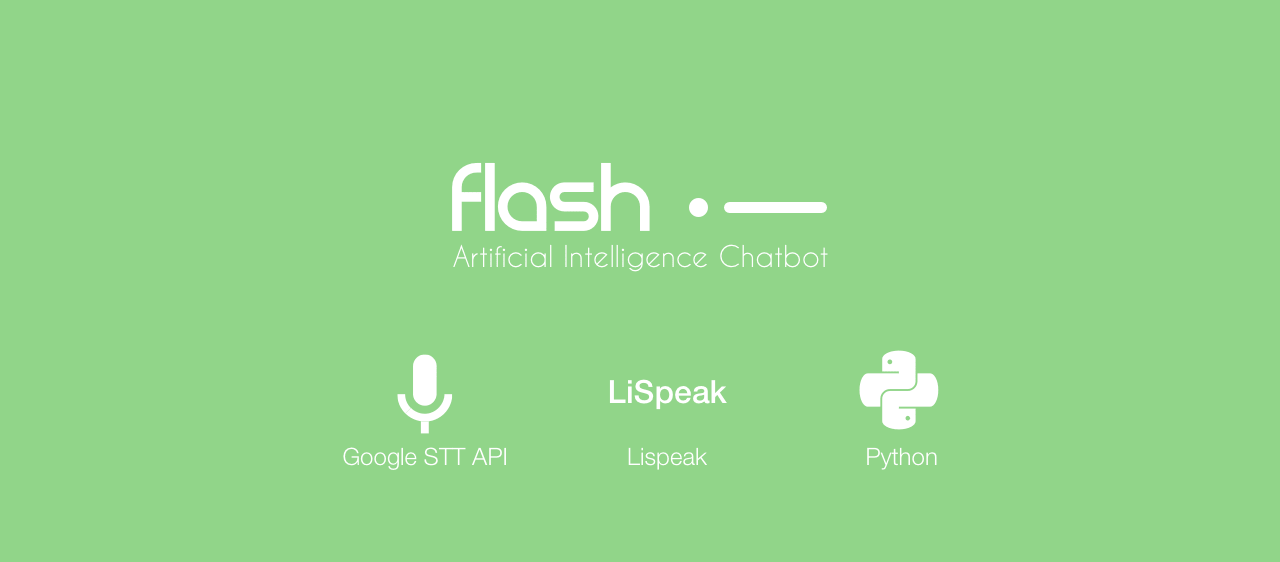 flash
Artificial Intelligence Chatbot
LiSpeak
Google STT API
Lispeak
Python